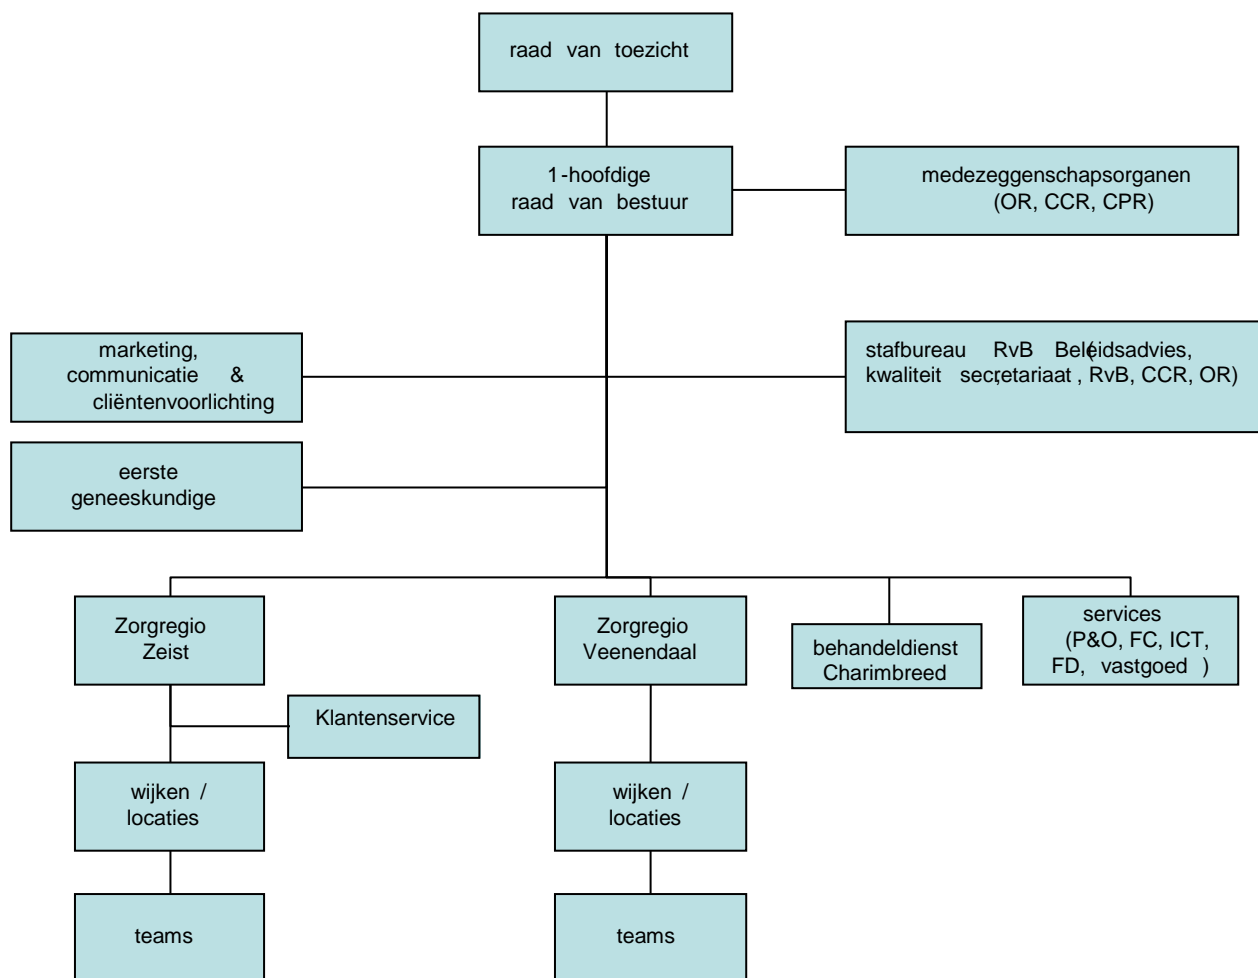 raad van toezicht
1-hoofdige
raad van bestuur
medezeggenschapsorganen
(OR, CCR, CPR)
marketing,
communicatie &
cliëntenvoorlichting
stafbureau RvB Beleidsadvies(,
kwaliteit secretariaat, , RvB, CCR, OR)
eerste
geneeskundige
Zorgregio
Zeist
Zorgregio
Veenendaal
behandeldienst
Charimbreed
services
(P&O, FC, ICT,
FD, vastgoed )
Klantenservice
wijken /
locaties
wijken /
locaties
teams
teams